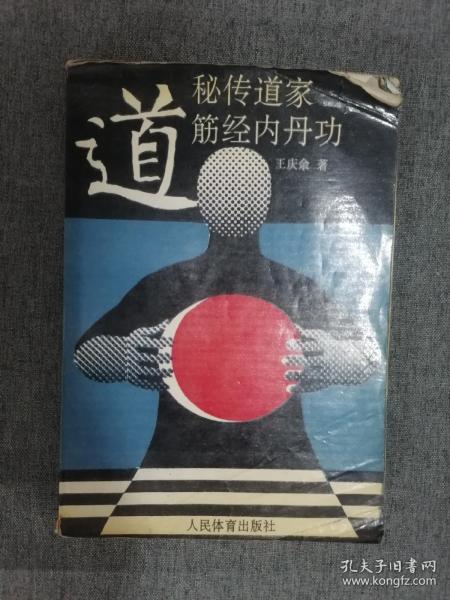 道
秘传道家
筋经内丹功
王庆余 著
人民体育出版社
孔夫子旧书网
www.kongfz.com